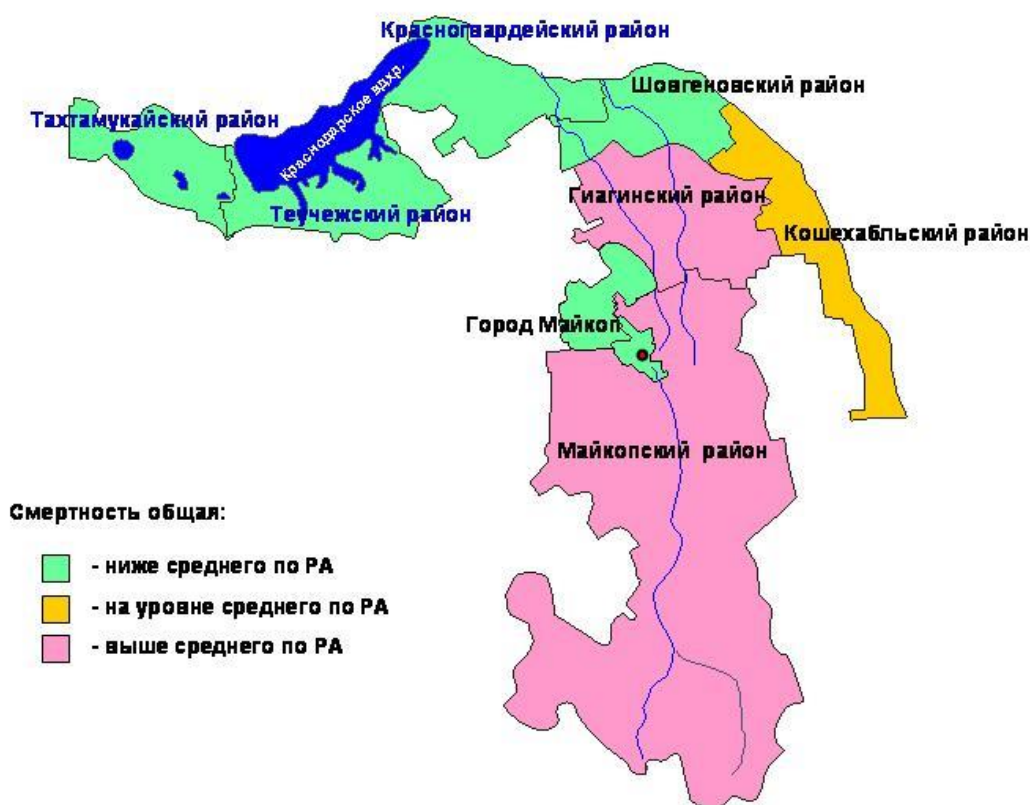 Красногвардейский район
Шовгеновский район
Тахтамукайский район
Краснодарское вдхр.
Теучежский район
Гиагинский район
Кошехабльский район
Город Майкоп
Майкопский район
Смертность общая:
- ниже среднего по РА
- на уровне среднего по РА
- выше среднего по РА